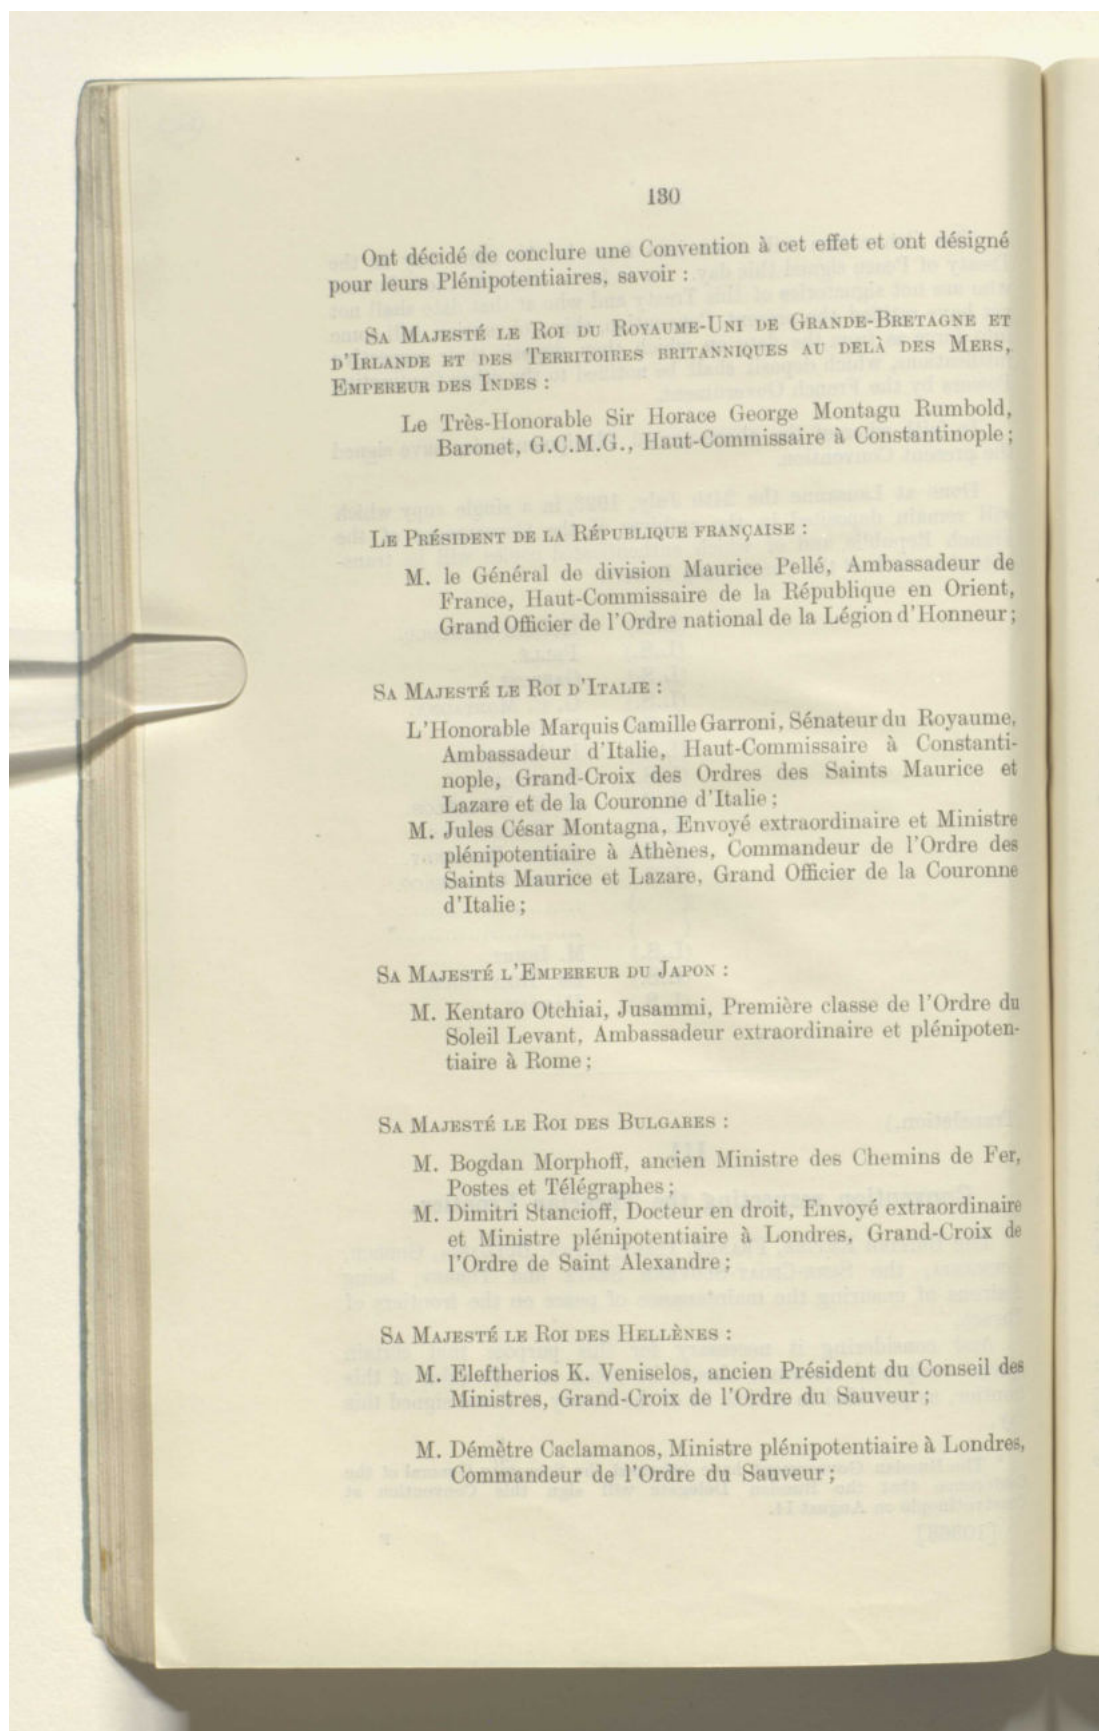 130
Ont décidé de conclure une Convention à cet effet et ont désigné
pour leurs Plénipotentiaires, savoir :
Sa Majesté le Roi du Royaume-Uni de Grande-Bretagne et
d'Irlande et des Territoires britanniques au delà des Mers,
Empereur des Indes :
Le Très-Honorable Sir Horace George Montagu Rumbold,
Baronet, G.C.M.G., Haut-Commissaire à Constantinople ;
Le Président de la République française :
M. le Général de division Maurice Pellé, Ambassadeur de
France, Haut-Commissaire de la République en Orient,
Grand Officier de l'Ordre national de la Légion d'Honneur ;
Sa Majesté le Roi d'Italie :
L'Honorable Marquis Camille Garroni, Sénateur du Royaume,
Ambassadeur d'Italie, Haut-Commissaire à Constanti-
nople, Grand-Croix des Ordres des Saints Maurice et
Lazare et de la Couronne d'Italie ;
M. Jules César Montagna, Envoyé extraordinaire et Ministre
plénipotentiaire à Athènes, Commandeur de l'Ordre des
Saints Maurice et Lazare, Grand Officier de la Couronne
d'Italie ;
Sa Majesté l'Empereur du Japon :
M. Kentaro Otchiai, Jusammi, Première classe de l'Ordre du
Soleil Levant, Ambassadeur extraordinaire et plénipoten-
tiaire à Rome ;
Sa Majesté le Roi des Bulgares :
M. Bogdan Morphoff, ancien Ministre des Chemins de Fer,
Postes et Télégraphes ;
M. Dimitri Stancioff, Docteur en droit, Envoyé extraordinaire
et Ministre plénipotentiaire à Londres, Grand-Croix de
l'Ordre de Saint Alexandre ;
Sa Majesté le Roi des Hellènes :
M. Eleftherios K. Veniselos, ancien Président du Conseil des
Ministres, Grand-Croix de l'Ordre du Sauveur ;
M. Démètre Caclamanos, Ministre plénipotentiaire à Londres,
Commandeur de l'Ordre du Sauveur ;